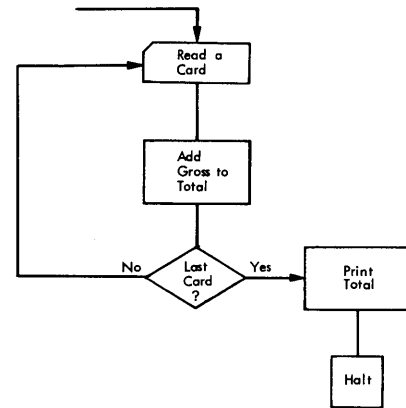 Read a
Card
Add
Gross to
Total
No
Last
Card
?
Yes
Print
Total
Halt